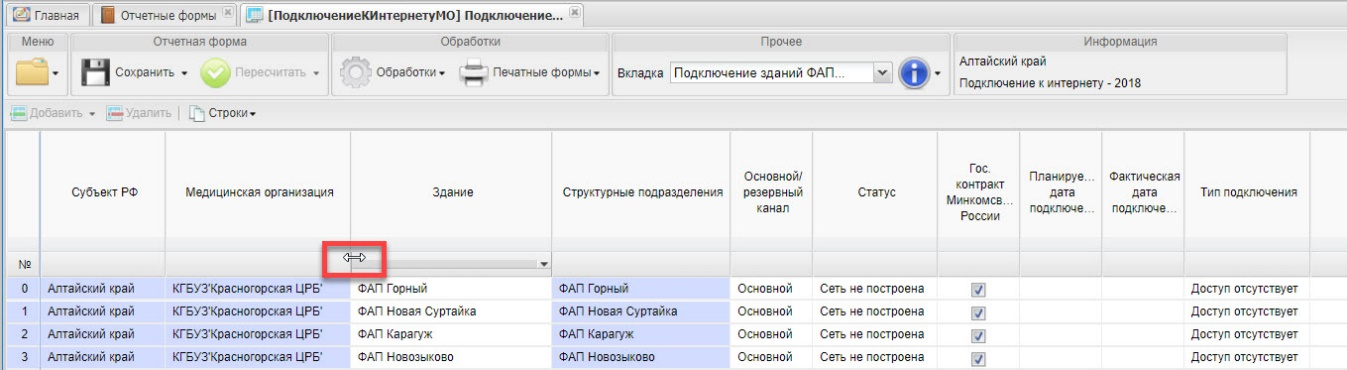 Главная
Отчетные формы
[ПодключениеКИнтернетуМО] Подключение...
Меню
Отчетная форма
Обработки
Прочее
Информация
Сохранить
Пересчитать
Обработки
Печатные формы
Вкладка
Подключение зданий ФАП...
Алтайский край
Подключение к интернету - 2018
Добавить
Удалить
Строки
Субъект РФ
Медицинская организация
Здание
Структурные подразделения
Основной/
резервный
канал
Статус
Гос.
контракт
Минкомсв...
России
Планируе...
дата
подключе...
Фактическая
дата
подключе...
Тип подключения
№
0 Алтайский край КГБУЗ'Красногорская ЦРБ' ФАП Горный ФАП Горный Основной Сеть не построена Доступ отсутствует
1 Алтайский край КГБУЗ'Красногорская ЦРБ' ФАП Новая Суртайка ФАП Новая Суртайка Основной Сеть не построена Доступ отсутствует
2 Алтайский край КГБУЗ'Красногорская ЦРБ' ФАП Карагуж ФАП Карагуж Основной Сеть не построена Доступ отсутствует
3 Алтайский край КГБУЗ'Красногорская ЦРБ' ФАП Новозыково ФАП Новозыково Основной Сеть не построена Доступ отсутствует